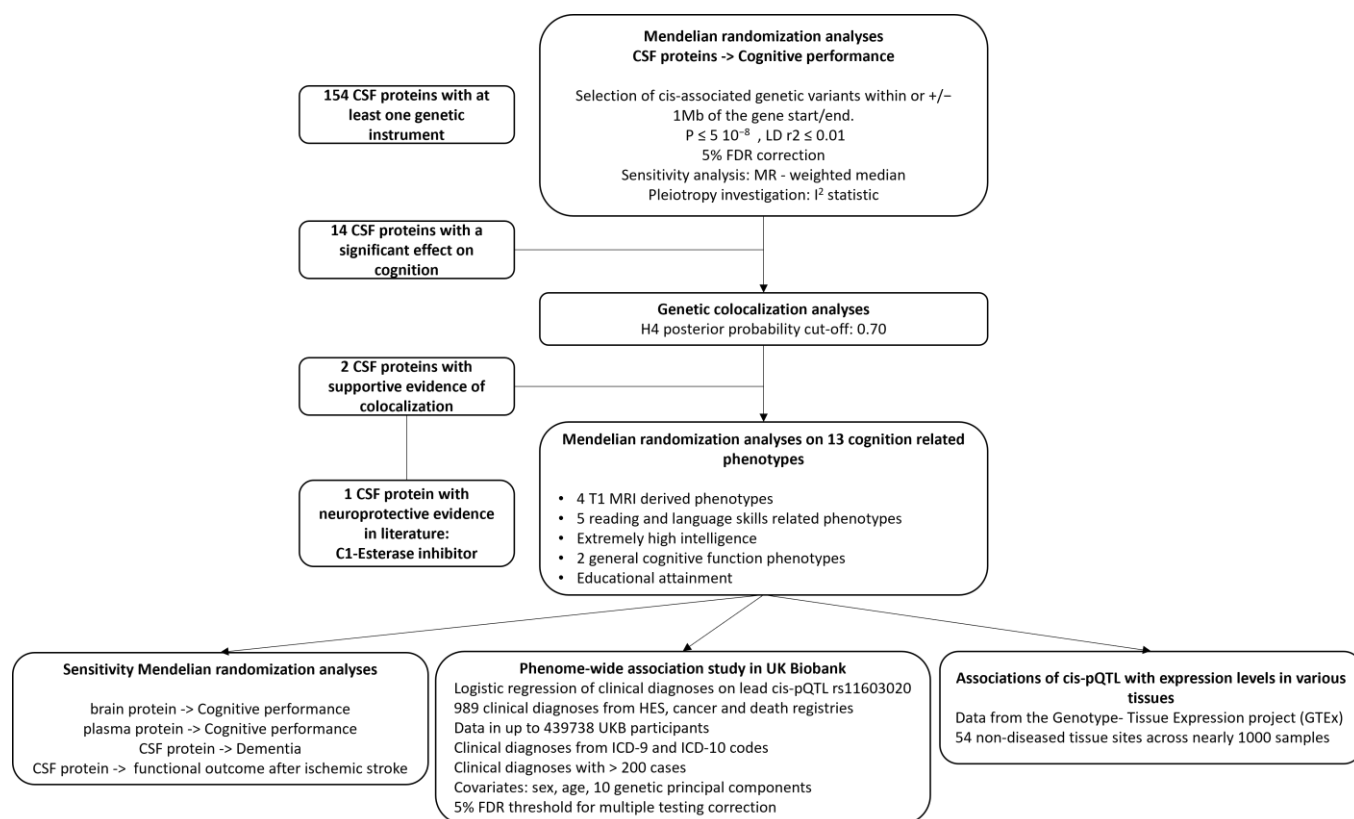 Mendelian randomization analyses
CSF proteins -> Cognitive performance
Selection of cis-associated genetic variants within or +/−
1Mb of the gene start/end.
P ≤ 5 10⁻⁸ , LD r2 ≤ 0.01
5% FDR correction
Sensitivity analysis: MR - weighted median
Pleiotropy investigation: I² statistic
154 CSF proteins with at
least one genetic
instrument
14 CSF proteins with a
significant effect on
cognition
Genetic colocalization analyses
H4 posterior probability cut-off: 0.70
2 CSF proteins with
supportive evidence of
colocalization
Mendelian randomization analyses on 13 cognition related
phenotypes
• 4 T1 MRI derived phenotypes
• 5 reading and language skills related phenotypes
• Extremely high intelligence
• 2 general cognitive function phenotypes
• Educational attainment
1 CSF protein with
neuroprotective evidence
in literature:
C1-Esterase inhibitor
Sensitivity Mendelian randomization analyses
brain protein -> Cognitive performance
plasma protein -> Cognitive performance
CSF protein -> Dementia
CSF protein -> functional outcome after ischemic stroke
Phenome-wide association study in UK Biobank
Logistic regression of clinical diagnoses on lead cis-pQTL rs11603020
989 clinical diagnoses from HES, cancer and death registries
Data in up to 439738 UKB participants
Clinical diagnoses from ICD-9 and ICD-10 codes
Clinical diagnoses with > 200 cases
Covariates: sex, age, 10 genetic principal components
5% FDR threshold for multiple testing correction
Associations of cis-pQTL with expression levels in various
tissues
Data from the Genotype- Tissue Expression project (GTEx)
54 non-diseased tissue sites across nearly 1000 samples